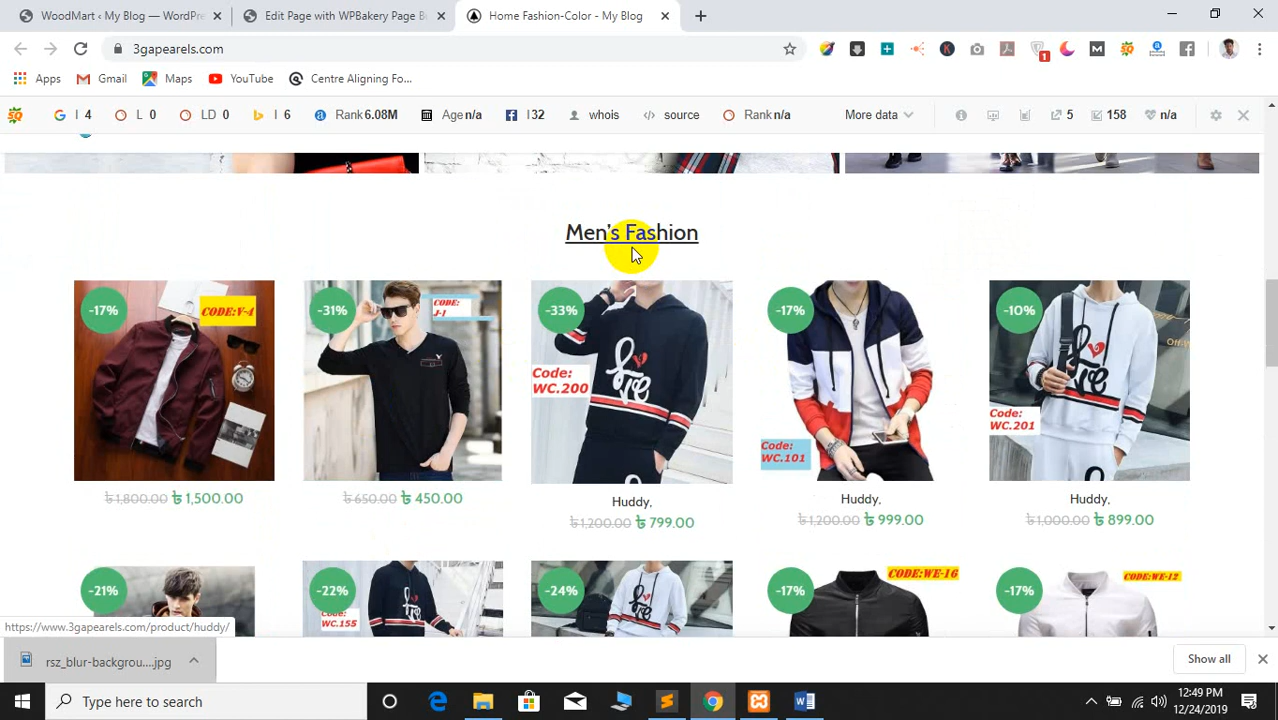 WoodMart ‹ My Blog — WordPre
Edit Page with WPBakery Page B
Home Fashion-Color - My Blog
3gapearels.com
1
Apps
Gmail
Maps
YouTube
Centre Aligning Fo...
I 4
L 0
LD 0
I 6
Rank 6.08M
Age n/a
I 32
whois
source
Rank n/a
More data
5
158
n/a
Men's Fashion
-17%
CODE:V-4
-31%
CODE:
J-1
-33%
Code:
WC.200
-17%
Code:
WC.101
-10%
Code:
WC.201
৳ 1,800.00 ৳ 1,500.00
৳ 650.00 ৳ 450.00
Huddy,
৳ 1,200.00 ৳ 799.00
Huddy,
৳ 1,200.00 ৳ 999.00
Huddy,
৳ 1,000.00 ৳ 899.00
-21%
-22%
Code:
WC.155
-24%
-17%
CODE:WE-16
-17%
CODE:WE-12
https://www.3gapearels.com/product/huddy/
rsz_blur-backgrou....jpg
Show all
Type here to search
12:49 PM
12/24/2019